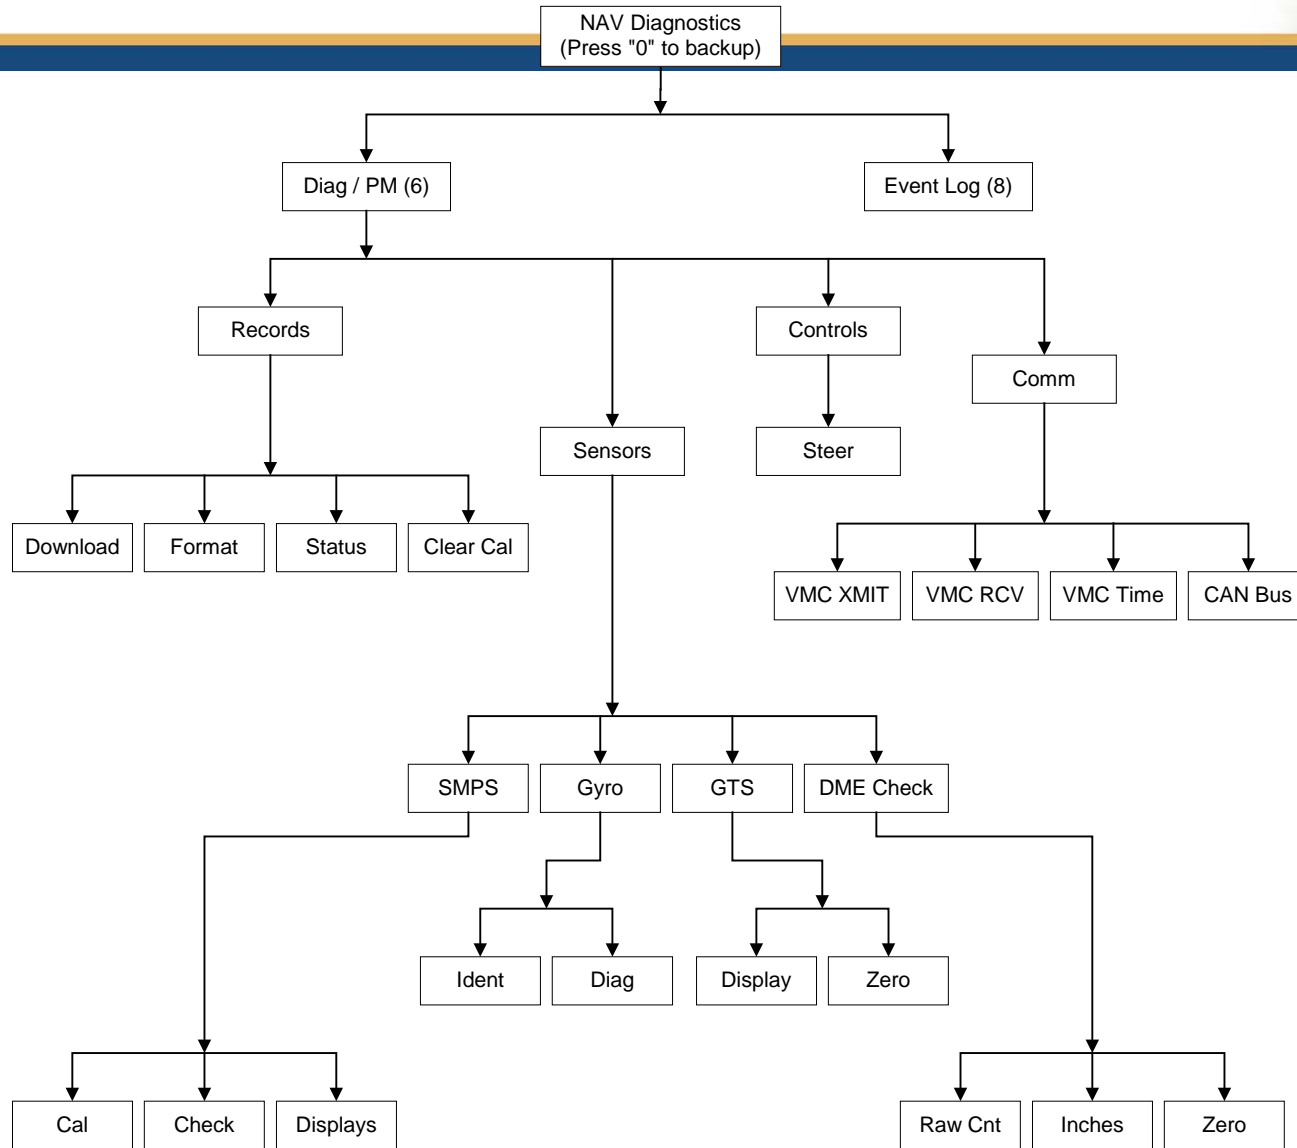 NAV Diagnostics
(Press "0" to backup)
Diag / PM (6)
Event Log (8)
Records
Controls
Comm
Sensors
Steer
Download
Format
Status
Clear Cal
VMC XMIT
VMC RCV
VMC Time
CAN Bus
SMPS
Gyro
GTS
DME Check
Ident
Diag
Display
Zero
Cal
Check
Displays
Raw Cnt
Inches
Zero